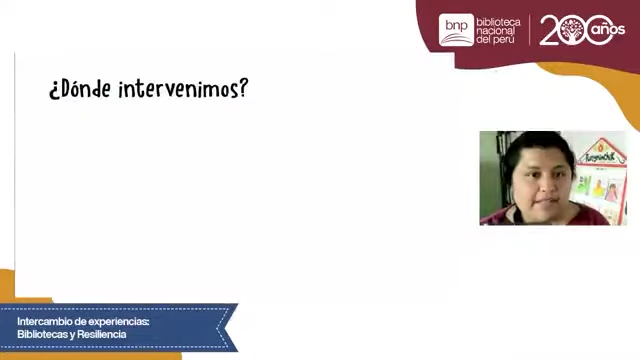 bnp
biblioteca
nacional
del perú
200 años
¿Dónde intervenimos?
Intercambio de experiencias:
Bibliotecas y Resiliencia